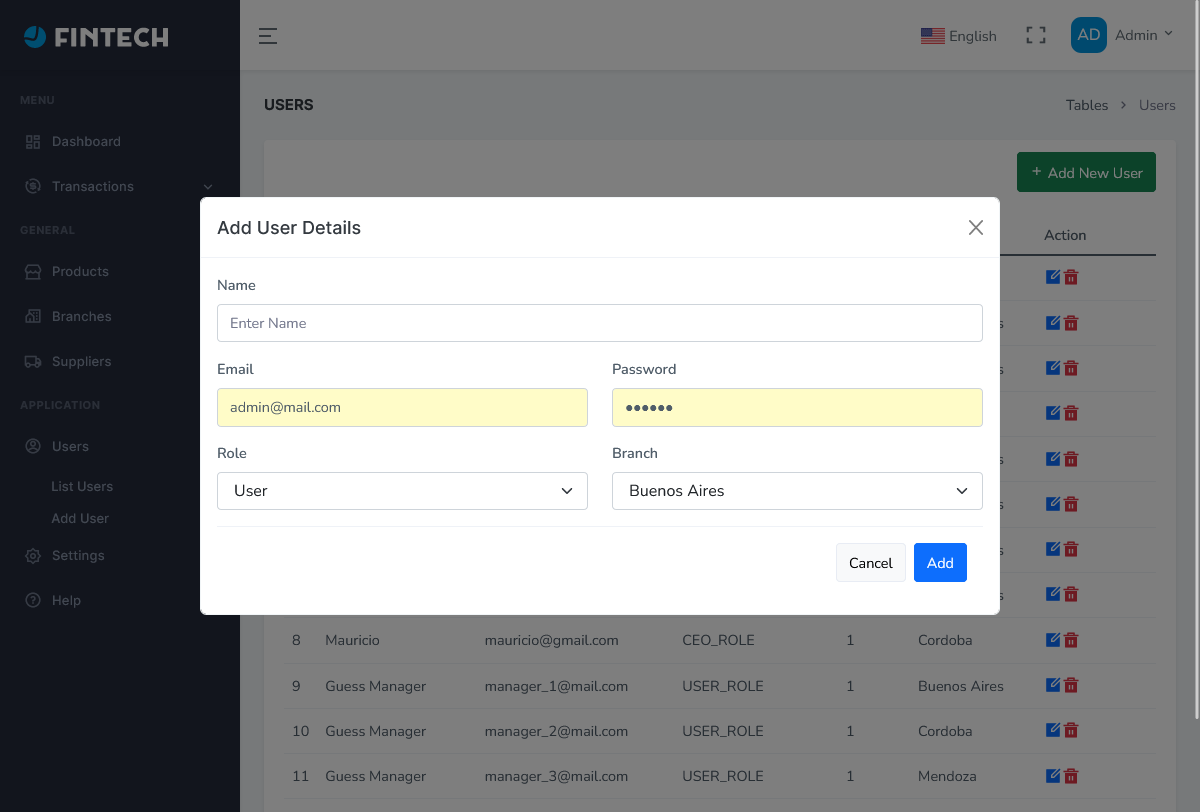 FINTECH
English
AD
Admin
MENU
Dashboard
Transactions
GENERAL
Products
Branches
Suppliers
APPLICATION
Users
List Users
Add User
Settings
Help
USERS
Tables > Users
+ Add New User
Action
Add User Details
Name
Enter Name
Email Password
admin@mail.com ••••••
Role Branch
User Buenos Aires
Cancel Add
8 Mauricio mauricio@gmail.com CEO_ROLE 1 Cordoba
9 Guess Manager manager_1@mail.com USER_ROLE 1 Buenos Aires
10 Guess Manager manager_2@mail.com USER_ROLE 1 Cordoba
11 Guess Manager manager_3@mail.com USER_ROLE 1 Mendoza